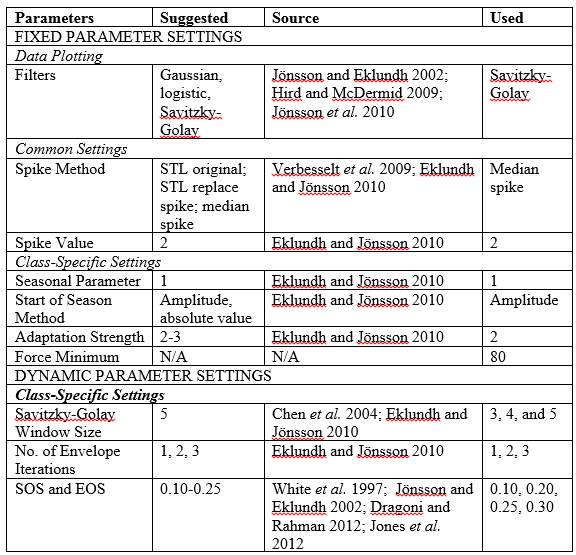 Parameters Suggested Source Used
FIXED PARAMETER SETTINGS
Data Plotting
Filters Gaussian, Jönsson and Eklundh 2002; Savitzky-
logistic, Hird and McDermid 2009; Golay
Savitzky- Jönsson et al. 2010
Golay
Common Settings
Spike Method STL original; Verbesselt et al. 2009; Eklundh Median
STL replace and Jönsson 2010 spike
spike; median
spike
Spike Value 2 Eklundh and Jönsson 2010 2
Class-Specific Settings
Seasonal Parameter 1 Eklundh and Jönsson 2010 1
Start of Season Amplitude, Eklundh and Jönsson 2010 Amplitude
Method absolute value
Adaptation Strength 2-3 Eklundh and Jönsson 2010 2
Force Minimum N/A N/A 80
DYNAMIC PARAMETER SETTINGS
Class-Specific Settings
Savitzky-Golay 5 Chen et al. 2004; Eklundh and 3, 4, and 5
Window Size Jönsson 2010
No. of Envelope 1, 2, 3 Eklundh and Jönsson 2010 1, 2, 3
Iterations
SOS and EOS 0.10-0.25 White et al. 1997; Jönsson and 0.10, 0.20,
Eklundh 2002; Dragoni and 0.25, 0.30
Rahman 2012; Jones et al.
2012